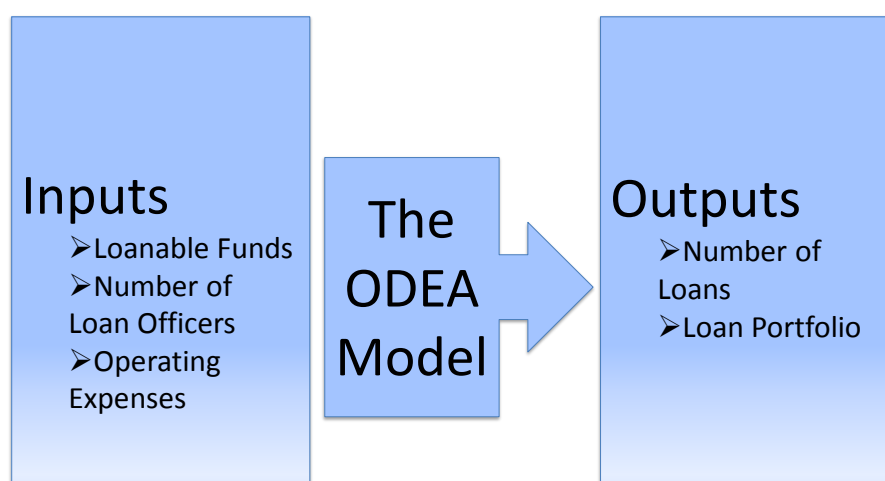 Inputs
➢Loanable Funds
➢Number of
Loan Officers
➢Operating
Expenses
The
ODEA
Model
Outputs
➢Number of
Loans
➢Loan Portfolio